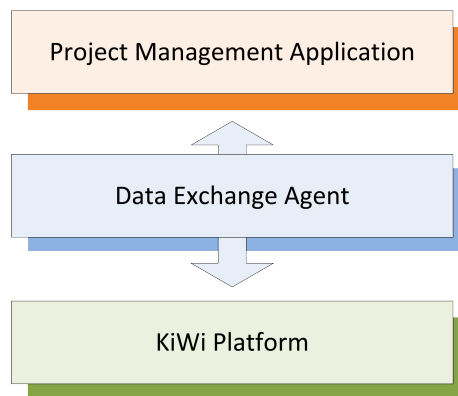 Project Management Application
Data Exchange Agent
KiWi Platform